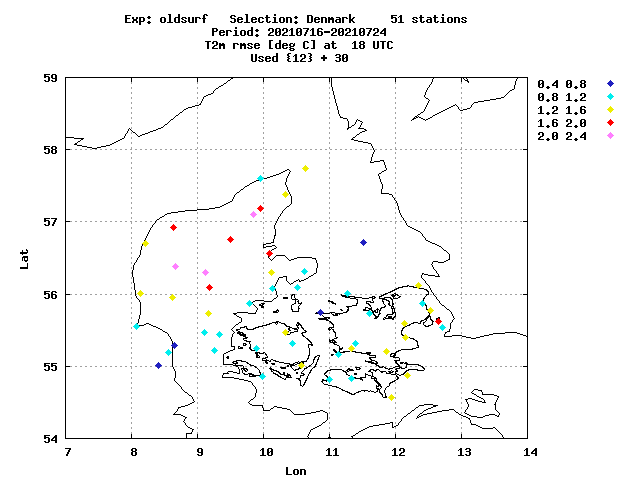 Exp: oldsurf   Selection: Denmark     51 stations
Period: 20210716-20210724
T2m rmse [deg C] at  18 UTC
Used {12} + 30
0.4 0.8
0.8 1.2
1.2 1.6
1.6 2.0
2.0 2.4
59
58
57
56
55
54
Lat
7 8 9 10 11 12 13 14
Lon